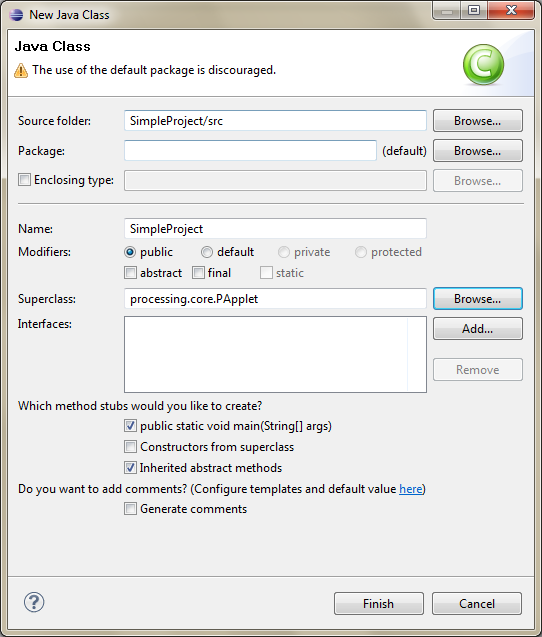 New Java Class
Java Class
The use of the default package is discouraged.
Source folder: SimpleProject/src Browse...
Package: (default) Browse...
Enclosing type: Browse...
Name: SimpleProject
Modifiers: public default private protected
abstract final static
Superclass: processing.core.PApplet Browse...
Interfaces: Add...
Remove
Which method stubs would you like to create?
public static void main(String[] args)
Constructors from superclass
Inherited abstract methods
Do you want to add comments? (Configure templates and default value here)
Generate comments
? Finish Cancel